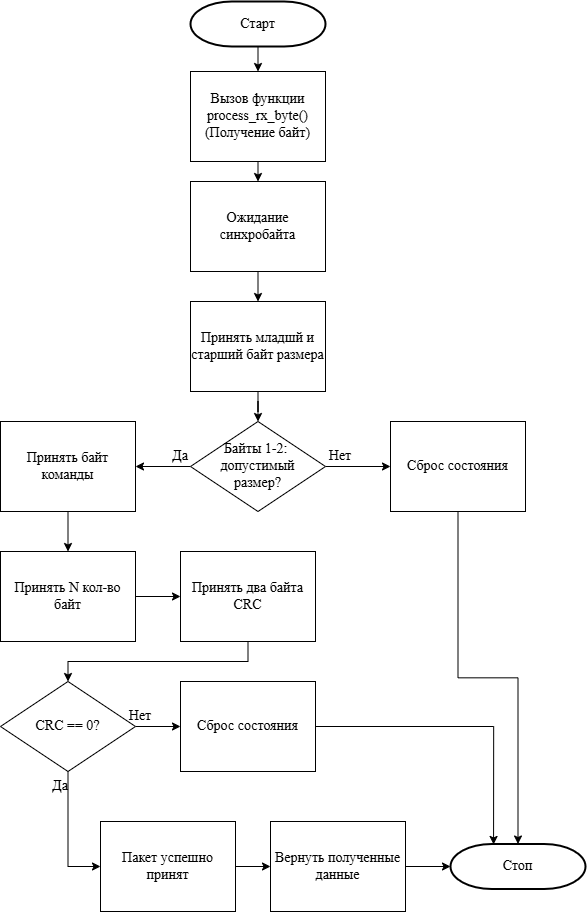 Старт
Вызов функции
process_rx_byte()
(Получение байт)
Ожидание
синхробайта
Принять младшй и
старший байт размера
Байты 1-2:
допустимый
размер?
Да
Нет
Принять байт
команды
Сброс состояния
Принять N кол-во
байт
Принять два байта
CRC
CRC == 0?
Нет
Сброс состояния
Да
Пакет успешно
принят
Вернуть полученные
данные
Стоп